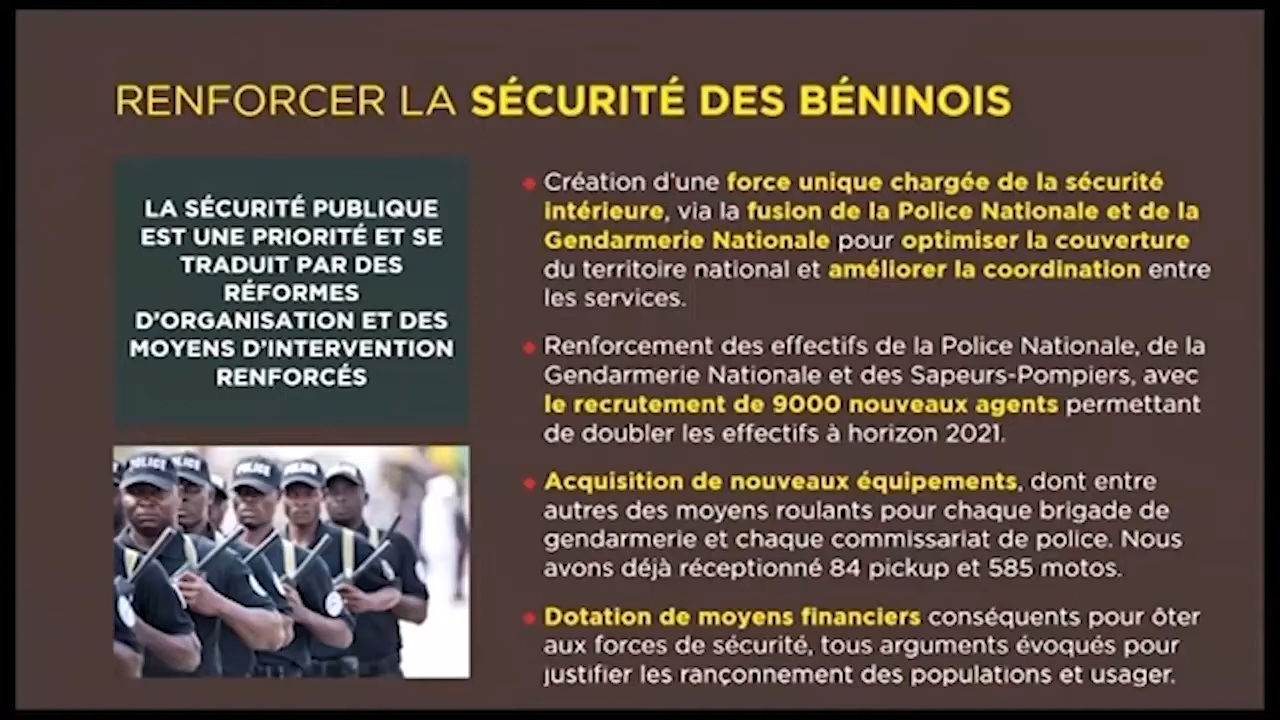 RENFORCER LA SÉCURITÉ DES BÉNINOIS
LA SÉCURITÉ PUBLIQUE
EST UNE PRIORITÉ ET SE
TRADUIT PAR DES
RÉFORMES
D'ORGANISATION ET DES
MOYENS D'INTERVENTION
RENFORCÉS
POLICE
POLICE
POLICE
POLICE
Création d'une force unique chargée de la sécurité
intérieure, via la fusion de la Police Nationale et de la
Gendarmerie Nationale pour optimiser la couverture
du territoire national et améliorer la coordination entre
les services.
Renforcement des effectifs de la Police Nationale, de la
Gendarmerie Nationale et des Sapeurs-Pompiers, avec
le recrutement de 9000 nouveaux agents permettant
de doubler les effectifs à horizon 2021.
Acquisition de nouveaux équipements, dont entre
autres des moyens roulants pour chaque brigade de
gendarmerie et chaque commissariat de police. Nous
avons déjà réceptionné 84 pickup et 585 motos.
Dotation de moyens financiers conséquents pour ôter
aux forces de sécurité, tous arguments évoqués pour
justifier les rançonnement des populations et usager.